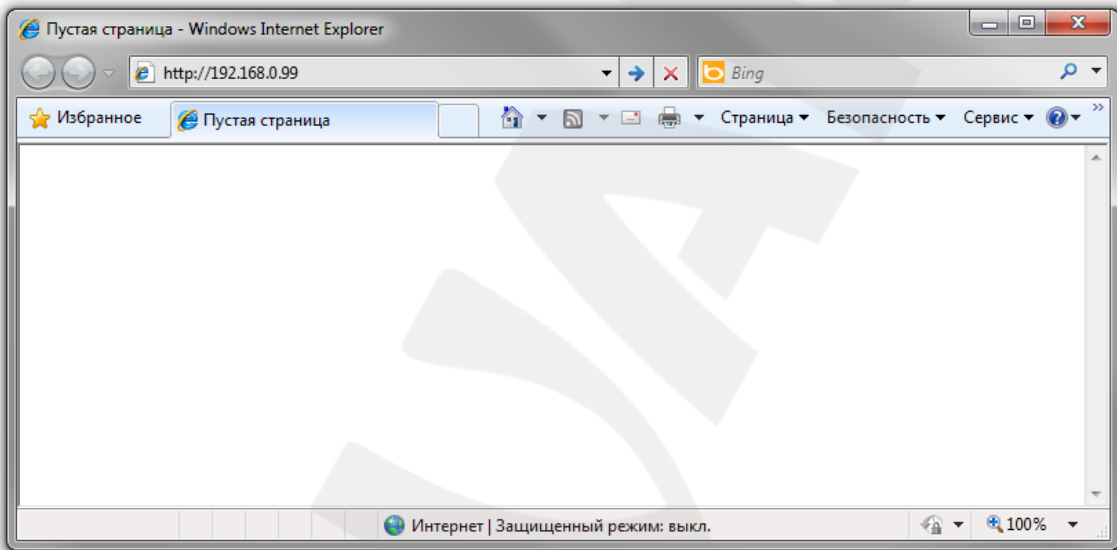 Пустая страница - Windows Internet Explorer
http://192.168.0.99
Bing
Избранное
Пустая страница
Страница
Безопасность
Сервис
Интернет | Защищенный режим: выкл.
100%